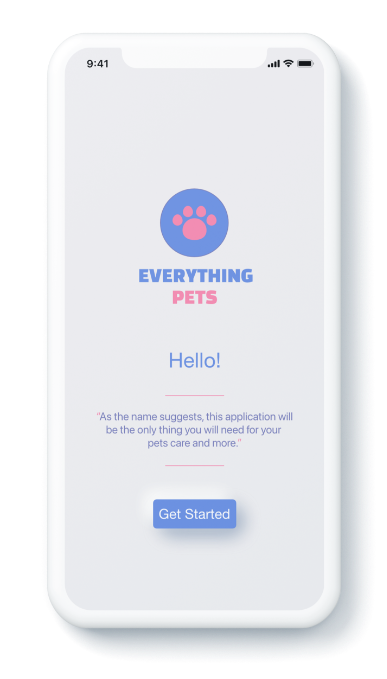 9:41
EVERYTHING
PETS
Hello!
"As the name suggests, this application will
be the only thing you will need for your
pets care and more."
Get Started